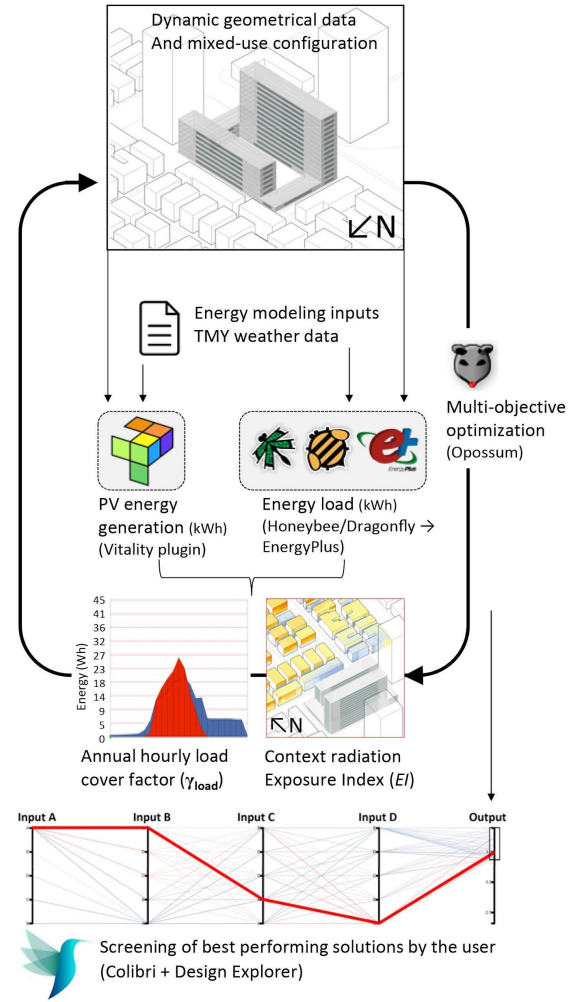 Dynamic geometrical data
And mixed-use configuration
N
Energy modeling inputs
TMY weather data
Multi-objective
optimization
(Opossum)
e+
EnergyPlus
PV energy
generation (kWh)
(Vitality plugin)
Energy load (kWh)
(Honeybee/Dragonfly →
EnergyPlus)
Energy (Wh)
45
41
36
32
27
23
18
14
9
5
0
N
Annual hourly load
cover factor (γload)
Context radiation
Exposure Index (EI)
Input A
Input B
Input C
Input D
Output
Screening of best performing solutions by the user
(Colibri + Design Explorer)